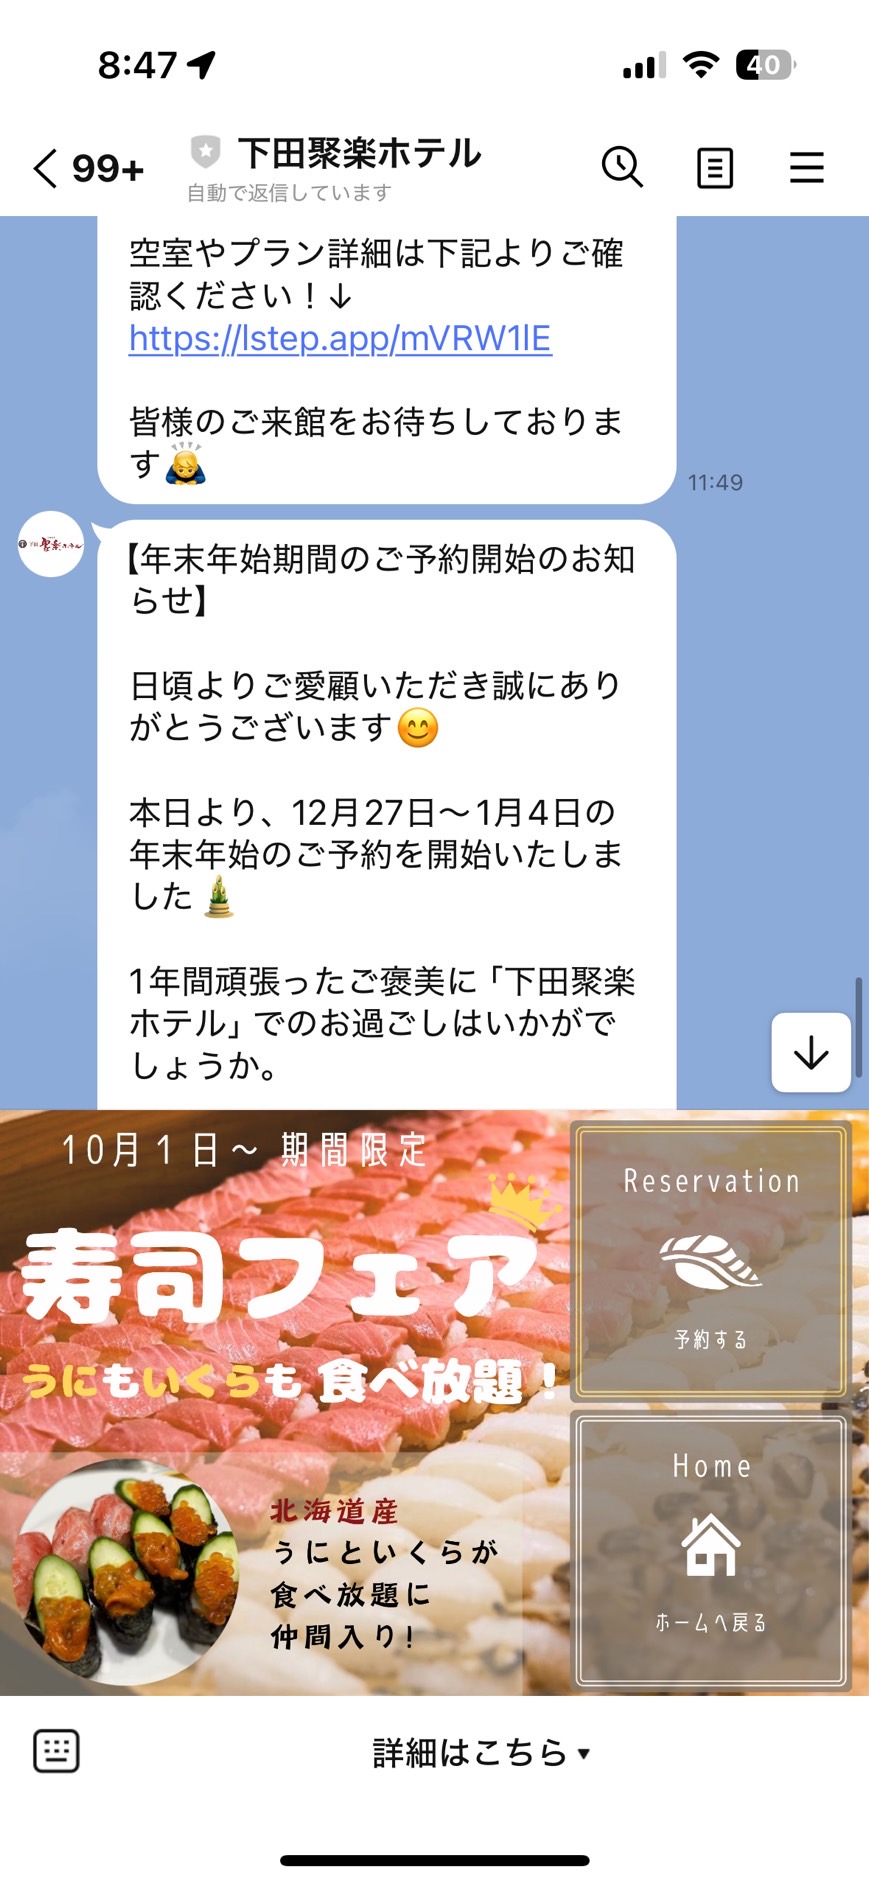 8:47
40
99+
下田聚楽ホテル
自動で返信しています
空室やプラン詳細は下記よりご確
認ください！↓
https://lstep.app/mVRW1lE
皆様のご来館をお待ちしておりま
す🙇
11:49
【年末年始期間のご予約開始のお知
らせ】
日頃よりご愛顧いただき誠にあり
がとうございます😊
本日より、12月27日〜1月4日の
年末年始のご予約を開始いたしま
した🎍
1年間頑張ったご褒美に「下田聚楽
ホテル」でのお過ごしはいかがで
しょうか。
10月1日〜 期間限定
寿司フェア
うにもいくらも 食べ放題！
北海道産
うにといくらが
食べ放題に
仲間入り！
Reservation
予約する
Home
ホームへ戻る
詳細はこちら▼